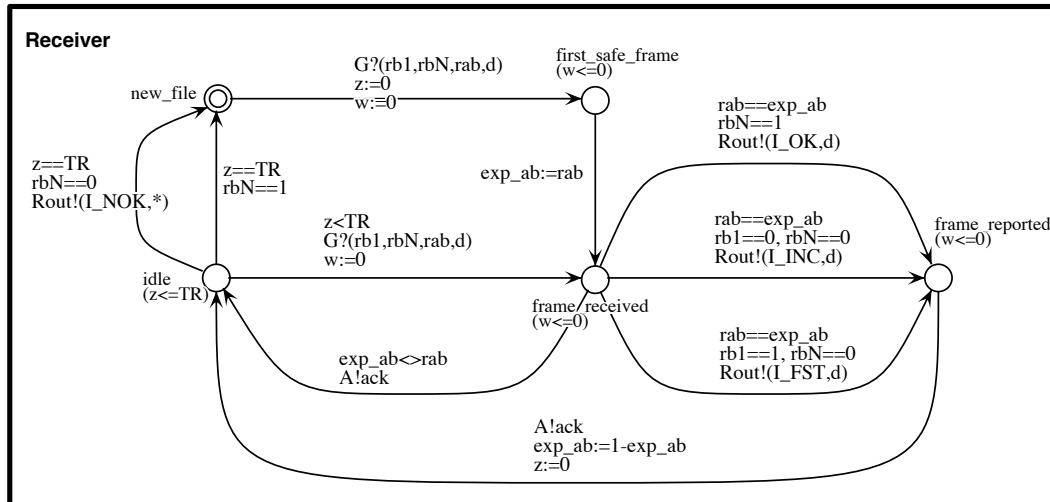 Receiver
G?(rb1,rbN,rab,d)
z:=0
w:=0
first_safe_frame
(w<=0)
new_file
rab==exp_ab
rbN==1
Rout!(I_OK,d)
z==TR
rbN==0
Rout!(I_NOK,*)
z==TR
rbN==1
exp_ab:=rab
z<TR
G?(rb1,rbN,rab,d)
w:=0
rab==exp_ab
rb1==0, rbN==0
Rout!(I_INC,d)
frame_reported
(w<=0)
idle
(z<=TR)
frame_received
(w<=0)
exp_ab<>rab
A!ack
rab==exp_ab
rb1==1, rbN==0
Rout!(I_FST,d)
A!ack
exp_ab:=1-exp_ab
z:=0